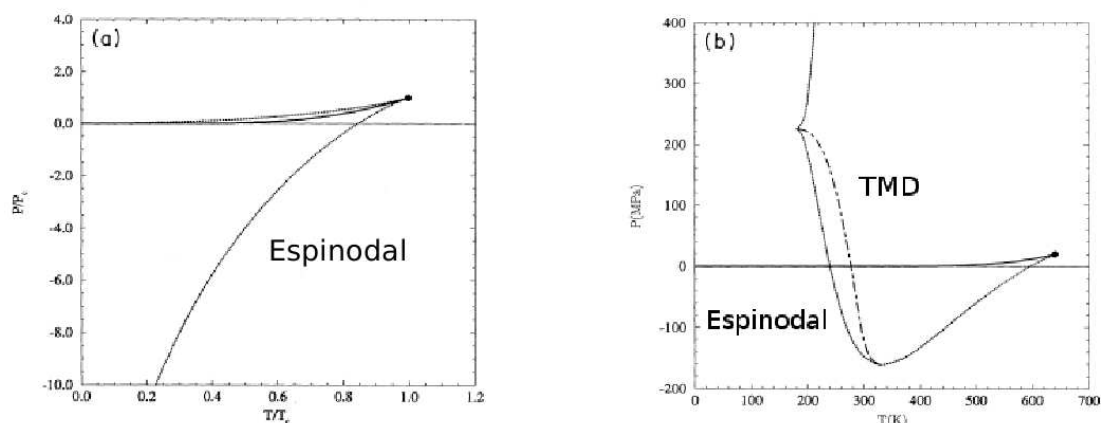 (a)
4.0
2.0
0.0
-2.0
-4.0
-6.0
-8.0
-10.0
P/Pc
Espinodal
0.0 0.2 0.4 0.6 0.8 1.0 1.2
T/Tc
(b)
400
300
200
100
0
-100
-200
P(MPa)
TMD
Espinodal
0 100 200 300 400 500 600 700
T(K)